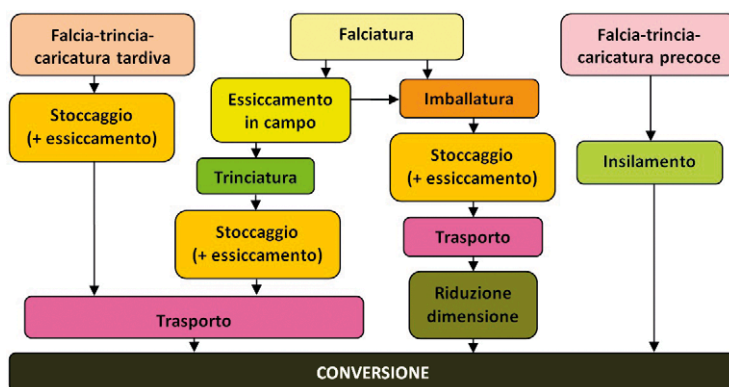 Falcia-trincia-
caricatura tardiva
Falciatura
Falcia-trincia-
caricatura precoce
Stoccaggio
(+ essiccamento)
Essiccamento
in campo
Imballatura
Trinciatura
Stoccaggio
(+ essiccamento)
Insilamento
Stoccaggio
(+ essiccamento)
Trasporto
Trasporto
Riduzione
dimensione
CONVERSIONE